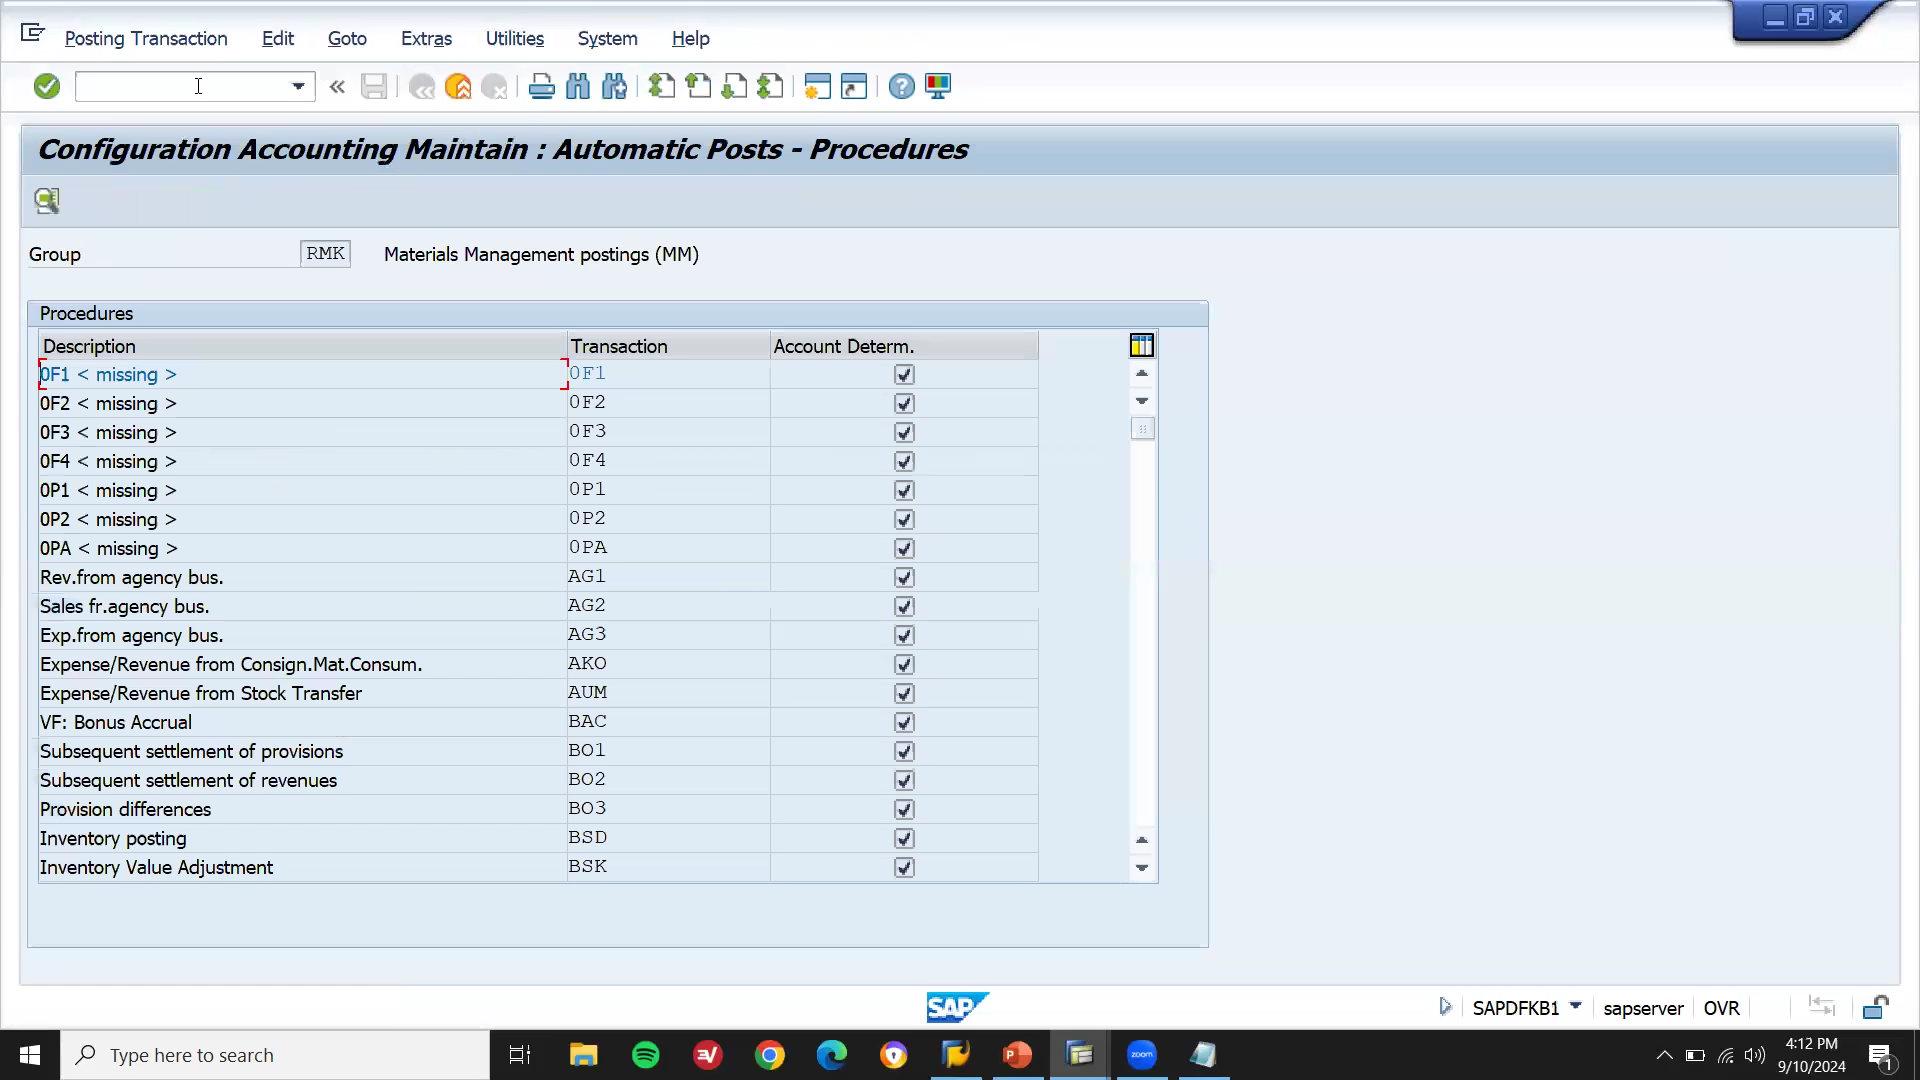 Posting Transaction Edit Goto Extras Utilities System Help
Configuration Accounting Maintain : Automatic Posts - Procedures
Group RMK Materials Management postings (MM)
Procedures
Description Transaction Account Determ.
0F1 < missing > 0F1
0F2 < missing > 0F2
0F3 < missing > 0F3
0F4 < missing > 0F4
0P1 < missing > 0P1
0P2 < missing > 0P2
0PA < missing > 0PA
Rev.from agency bus. AG1
Sales fr.agency bus. AG2
Exp.from agency bus. AG3
Expense/Revenue from Consign.Mat.Consum. AKO
Expense/Revenue from Stock Transfer AUM
VF: Bonus Accrual BAC
Subsequent settlement of provisions BO1
Subsequent settlement of revenues BO2
Provision differences BO3
Inventory posting BSD
Inventory Value Adjustment BSK
SAP SAPDFKB1 sapserver OVR
Type here to search
zoom
4:12 PM
9/10/2024
1